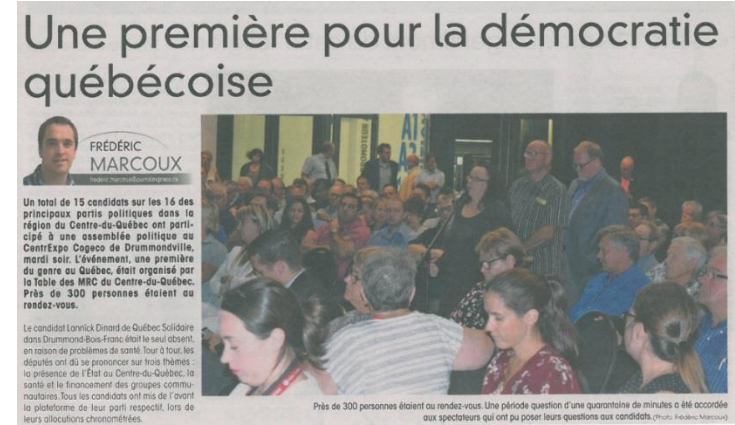 Une première pour la démocratie
québécoise
FRÉDÉRIC
MARCOUX
Un total de 15 candidats sur les 16 des
principaux partis politiques dans la
région du Centre-du-Québec ont parti-
cipé à une assemblée politique au
CentrExpo Cogeco de Drummondville,
mardi soir. L'événement, une première
du genre au Québec, était organisé par
la Table des MRC du Centre-du-Québec.
Près de 300 personnes étaient au
rendez-vous.
Le candidat Lannick Dinard de Québec Solidaire
dans Drummond-Bois-Franc était le seul absent,
en raison de problèmes de santé. Tour à tour, les
députés ont dû se prononcer sur trois thèmes :
la présence de l'État au Centre-du-Québec, la
santé et le financement des groupes commu-
nautaires. Tous les candidats ont mis de l'avant
la plateforme de leur parti respectif, lors de
leurs allocutions chronométrées.
Près de 300 personnes étaient au rendez-vous. Une période question d'une quarantaine de minutes a été accordée
aux spectateurs qui ont pu poser leurs questions aux candidats. (Photo: Frédéric Marcoux)